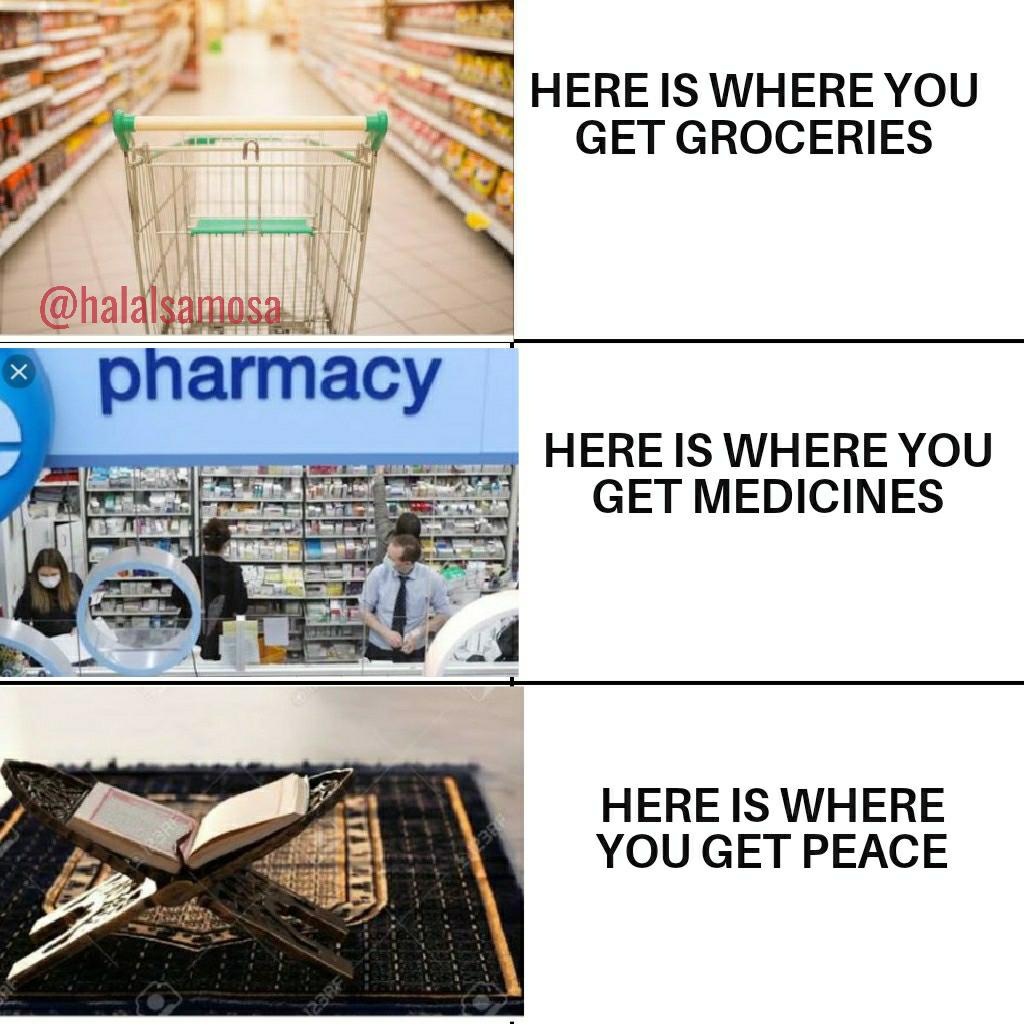 HERE IS WHERE YOU
GET GROCERIES
@halalsamosa
pharmacy
HERE IS WHERE YOU
GET MEDICINES
HERE IS WHERE
YOU GET PEACE
123RF